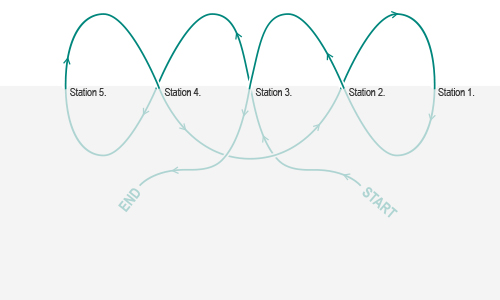 Station 5.
Station 4.
Station 3.
Station 2.
Station 1.
END
START